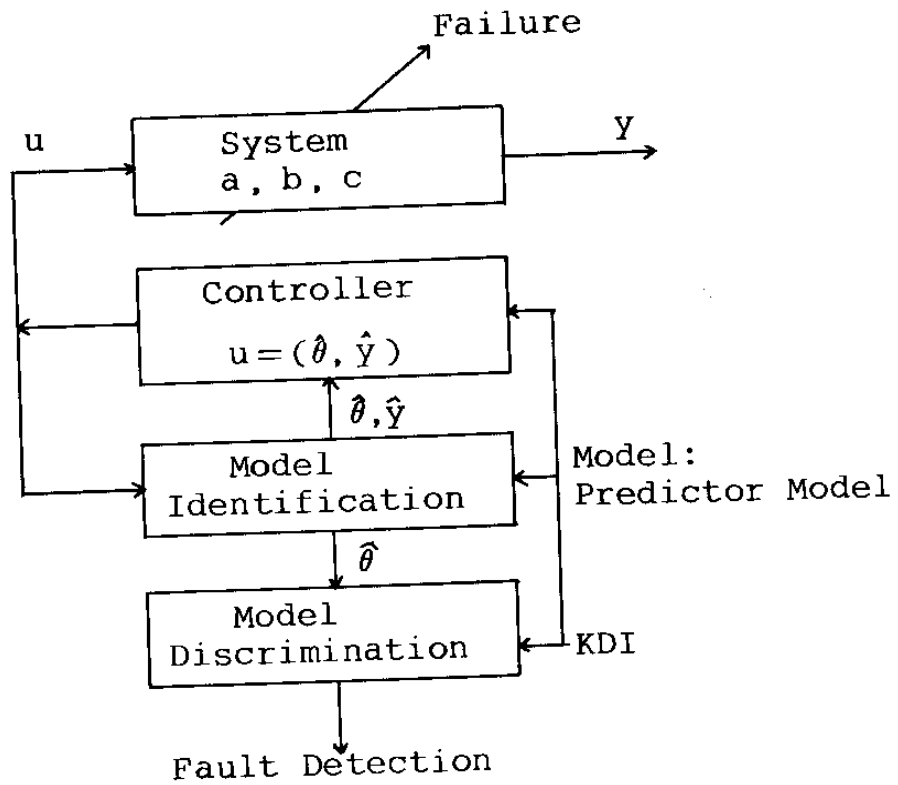 Failure
u
System
a, b, c
y
Controller
u=(θ̂, ŷ)
θ̂,ŷ
Model
Identification
Model:
Predictor Model
θ̂
Model
Discrimination
KDI
Fault Detection